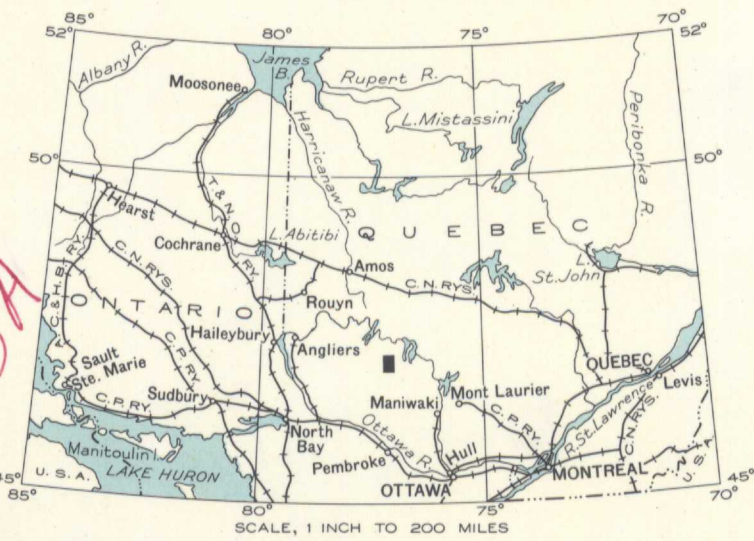 85°
80°
75°
70°
52°
52°
Albany R.
James
B.
Moosonee
Rupert R.
L. Mistassini
Peribonka R.
Harricanaw R.
50°
50°
T. & N. O. RY.
Hearst
Cochrane
L. Abitibi
QUEBEC
L.
St. John
C. N. RYS.
Amos
C. N. RYS.
A. C. & H. B. RY.
ONTARIO
Rouyn
C. P. RY.
Haileybury
Angliers
Sault
Ste. Marie
QUEBEC
Levis
C. P. RY.
Sudbury
Maniwaki
Mont Laurier
C. P. RY.
R. St. Lawrence
C. N. RYS.
North
Bay
Ottawa R.
Hull
Manitoulin I.
Pembroke
MONTREAL
U. S. A.
LAKE HURON
OTTAWA
U. S. A.
45°
85°
80°
75°
70°
45°
SCALE, 1 INCH TO 200 MILES